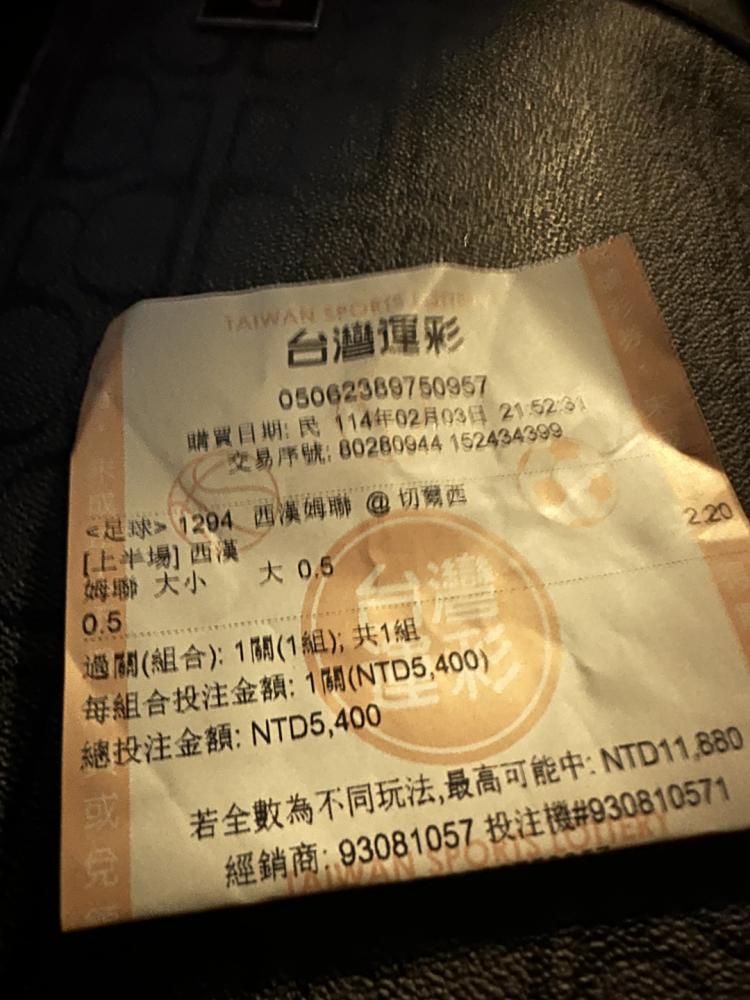 TAIWAN SPORTS LOTTERY
台灣運彩
05062389750957
購買日期: 民 114年02月03日 21:52:31
交易序號: 80280944 152434399
<足球> 1294 西漢姆聯 @ 切爾西
[上半場] 西漢 2.20
姆聯 大小 大 0.5
0.5
台灣
運彩
過關(組合): 1關(1組); 共1組
每組合投注金額: 1關(NTD5,400)
總投注金額: NTD5,400
若全數為不同玩法,最高可能中: NTD11,880
經銷商: 93081057 投注機#930810571
TAIWAN SPORTS LOTTERY
或兌